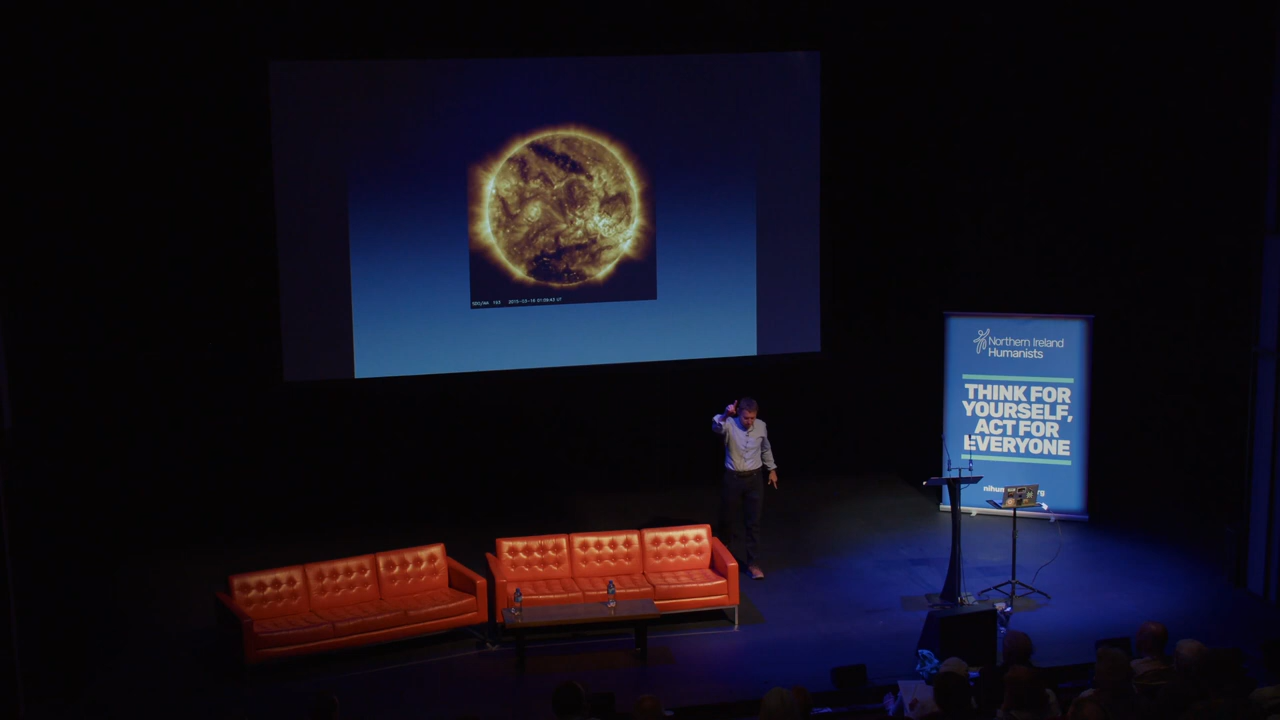 Northern Ireland
Humanists
THINK FOR
YOURSELF,
ACT FOR
EVERYONE